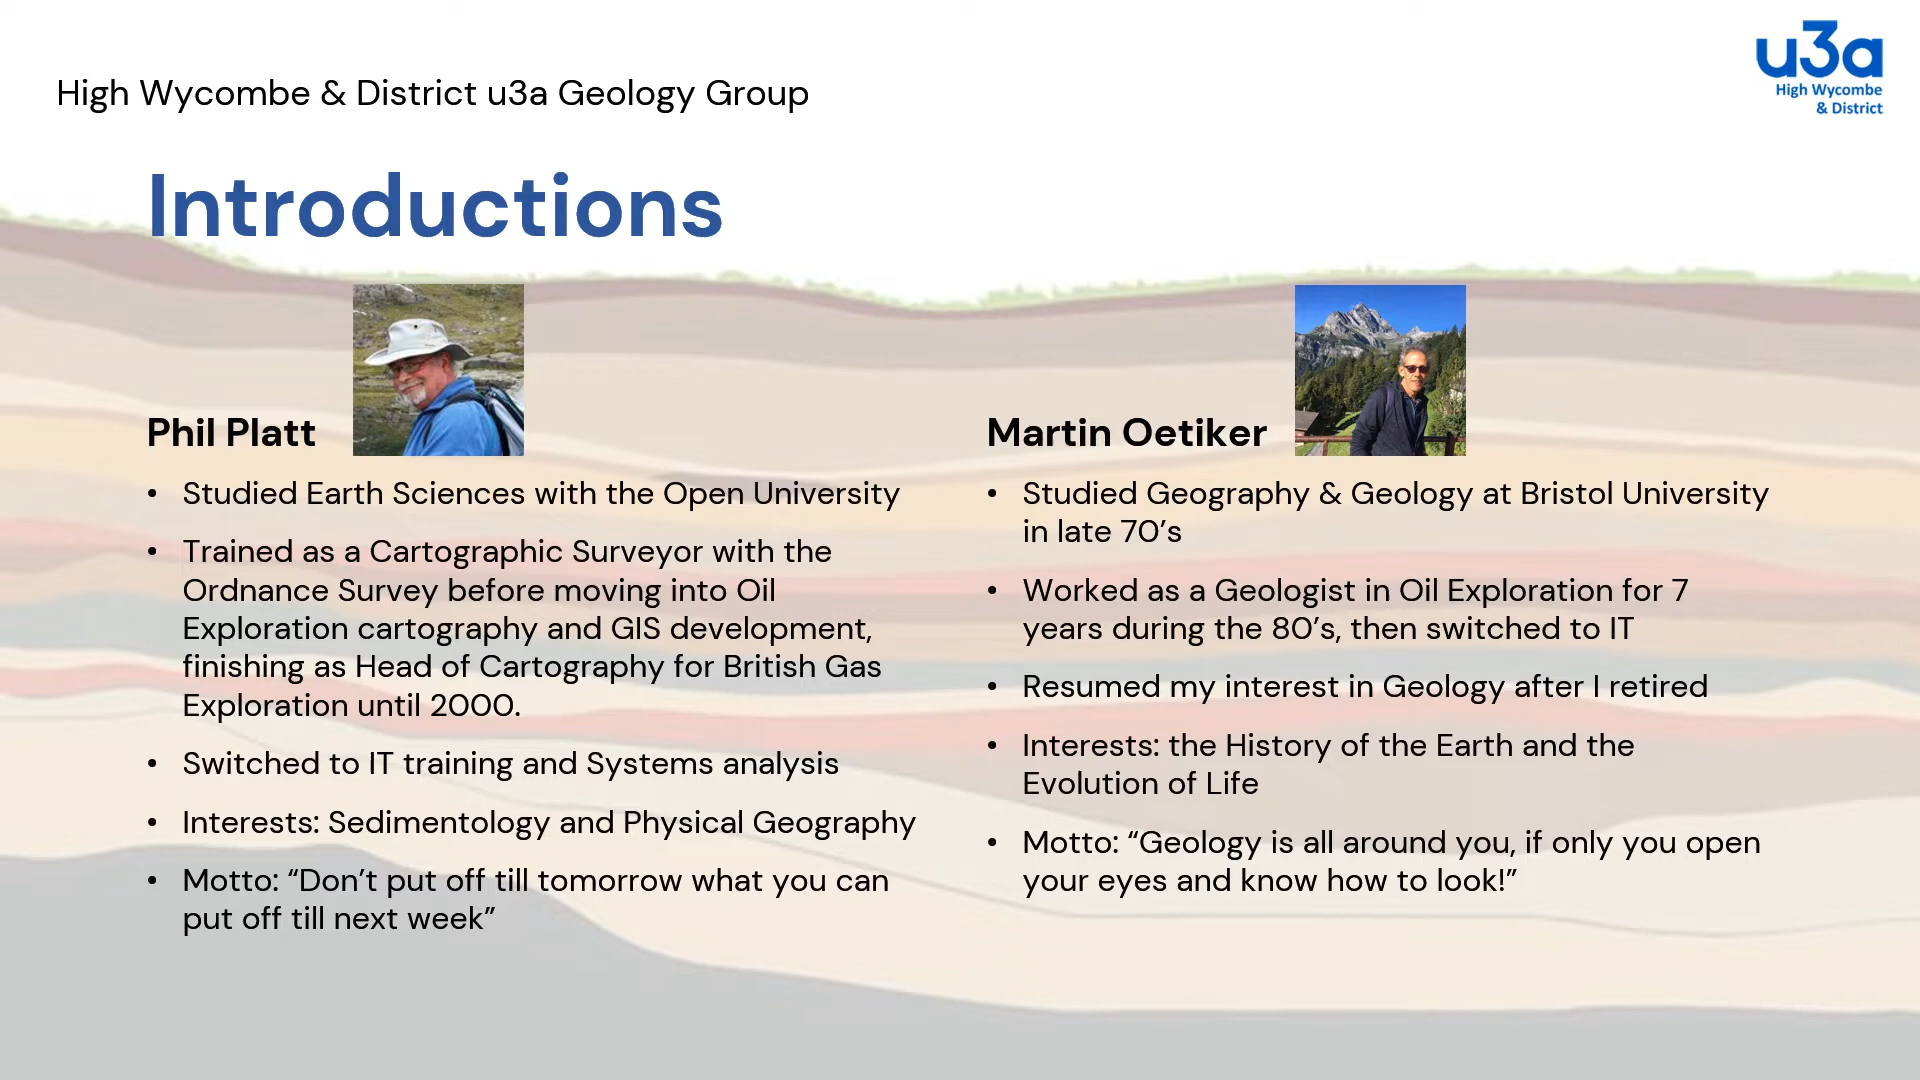 High Wycombe & District u3a Geology Group
u3a
High Wycombe
& District
Introductions
Phil Platt
• Studied Earth Sciences with the Open University
• Trained as a Cartographic Surveyor with the
Ordnance Survey before moving into Oil
Exploration cartography and GIS development,
finishing as Head of Cartography for British Gas
Exploration until 2000.
• Switched to IT training and Systems analysis
• Interests: Sedimentology and Physical Geography
• Motto: “Don’t put off till tomorrow what you can
put off till next week”
Martin Oetiker
• Studied Geography & Geology at Bristol University
in late 70’s
• Worked as a Geologist in Oil Exploration for 7
years during the 80’s, then switched to IT
• Resumed my interest in Geology after I retired
• Interests: the History of the Earth and the
Evolution of Life
• Motto: “Geology is all around you, if only you open
your eyes and know how to look!”